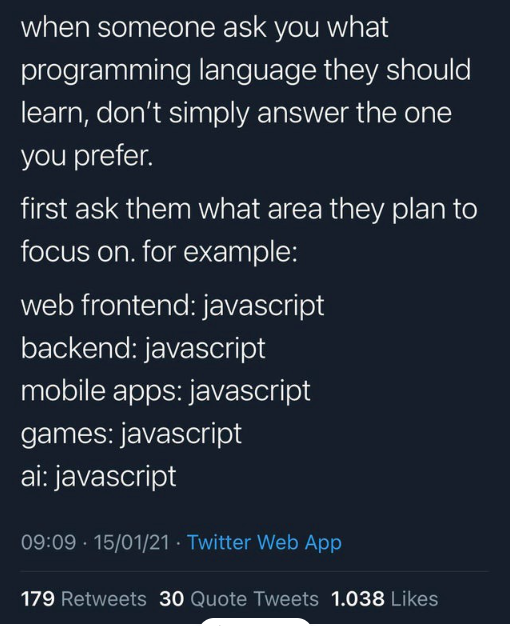 when someone ask you what
programming language they should
learn, don’t simply answer the one
you prefer.
first ask them what area they plan to
focus on. for example:
web frontend: javascript
backend: javascript
mobile apps: javascript
games: javascript
ai: javascript
09:09 · 15/01/21 · Twitter Web App
179 Retweets 30 Quote Tweets 1.038 Likes